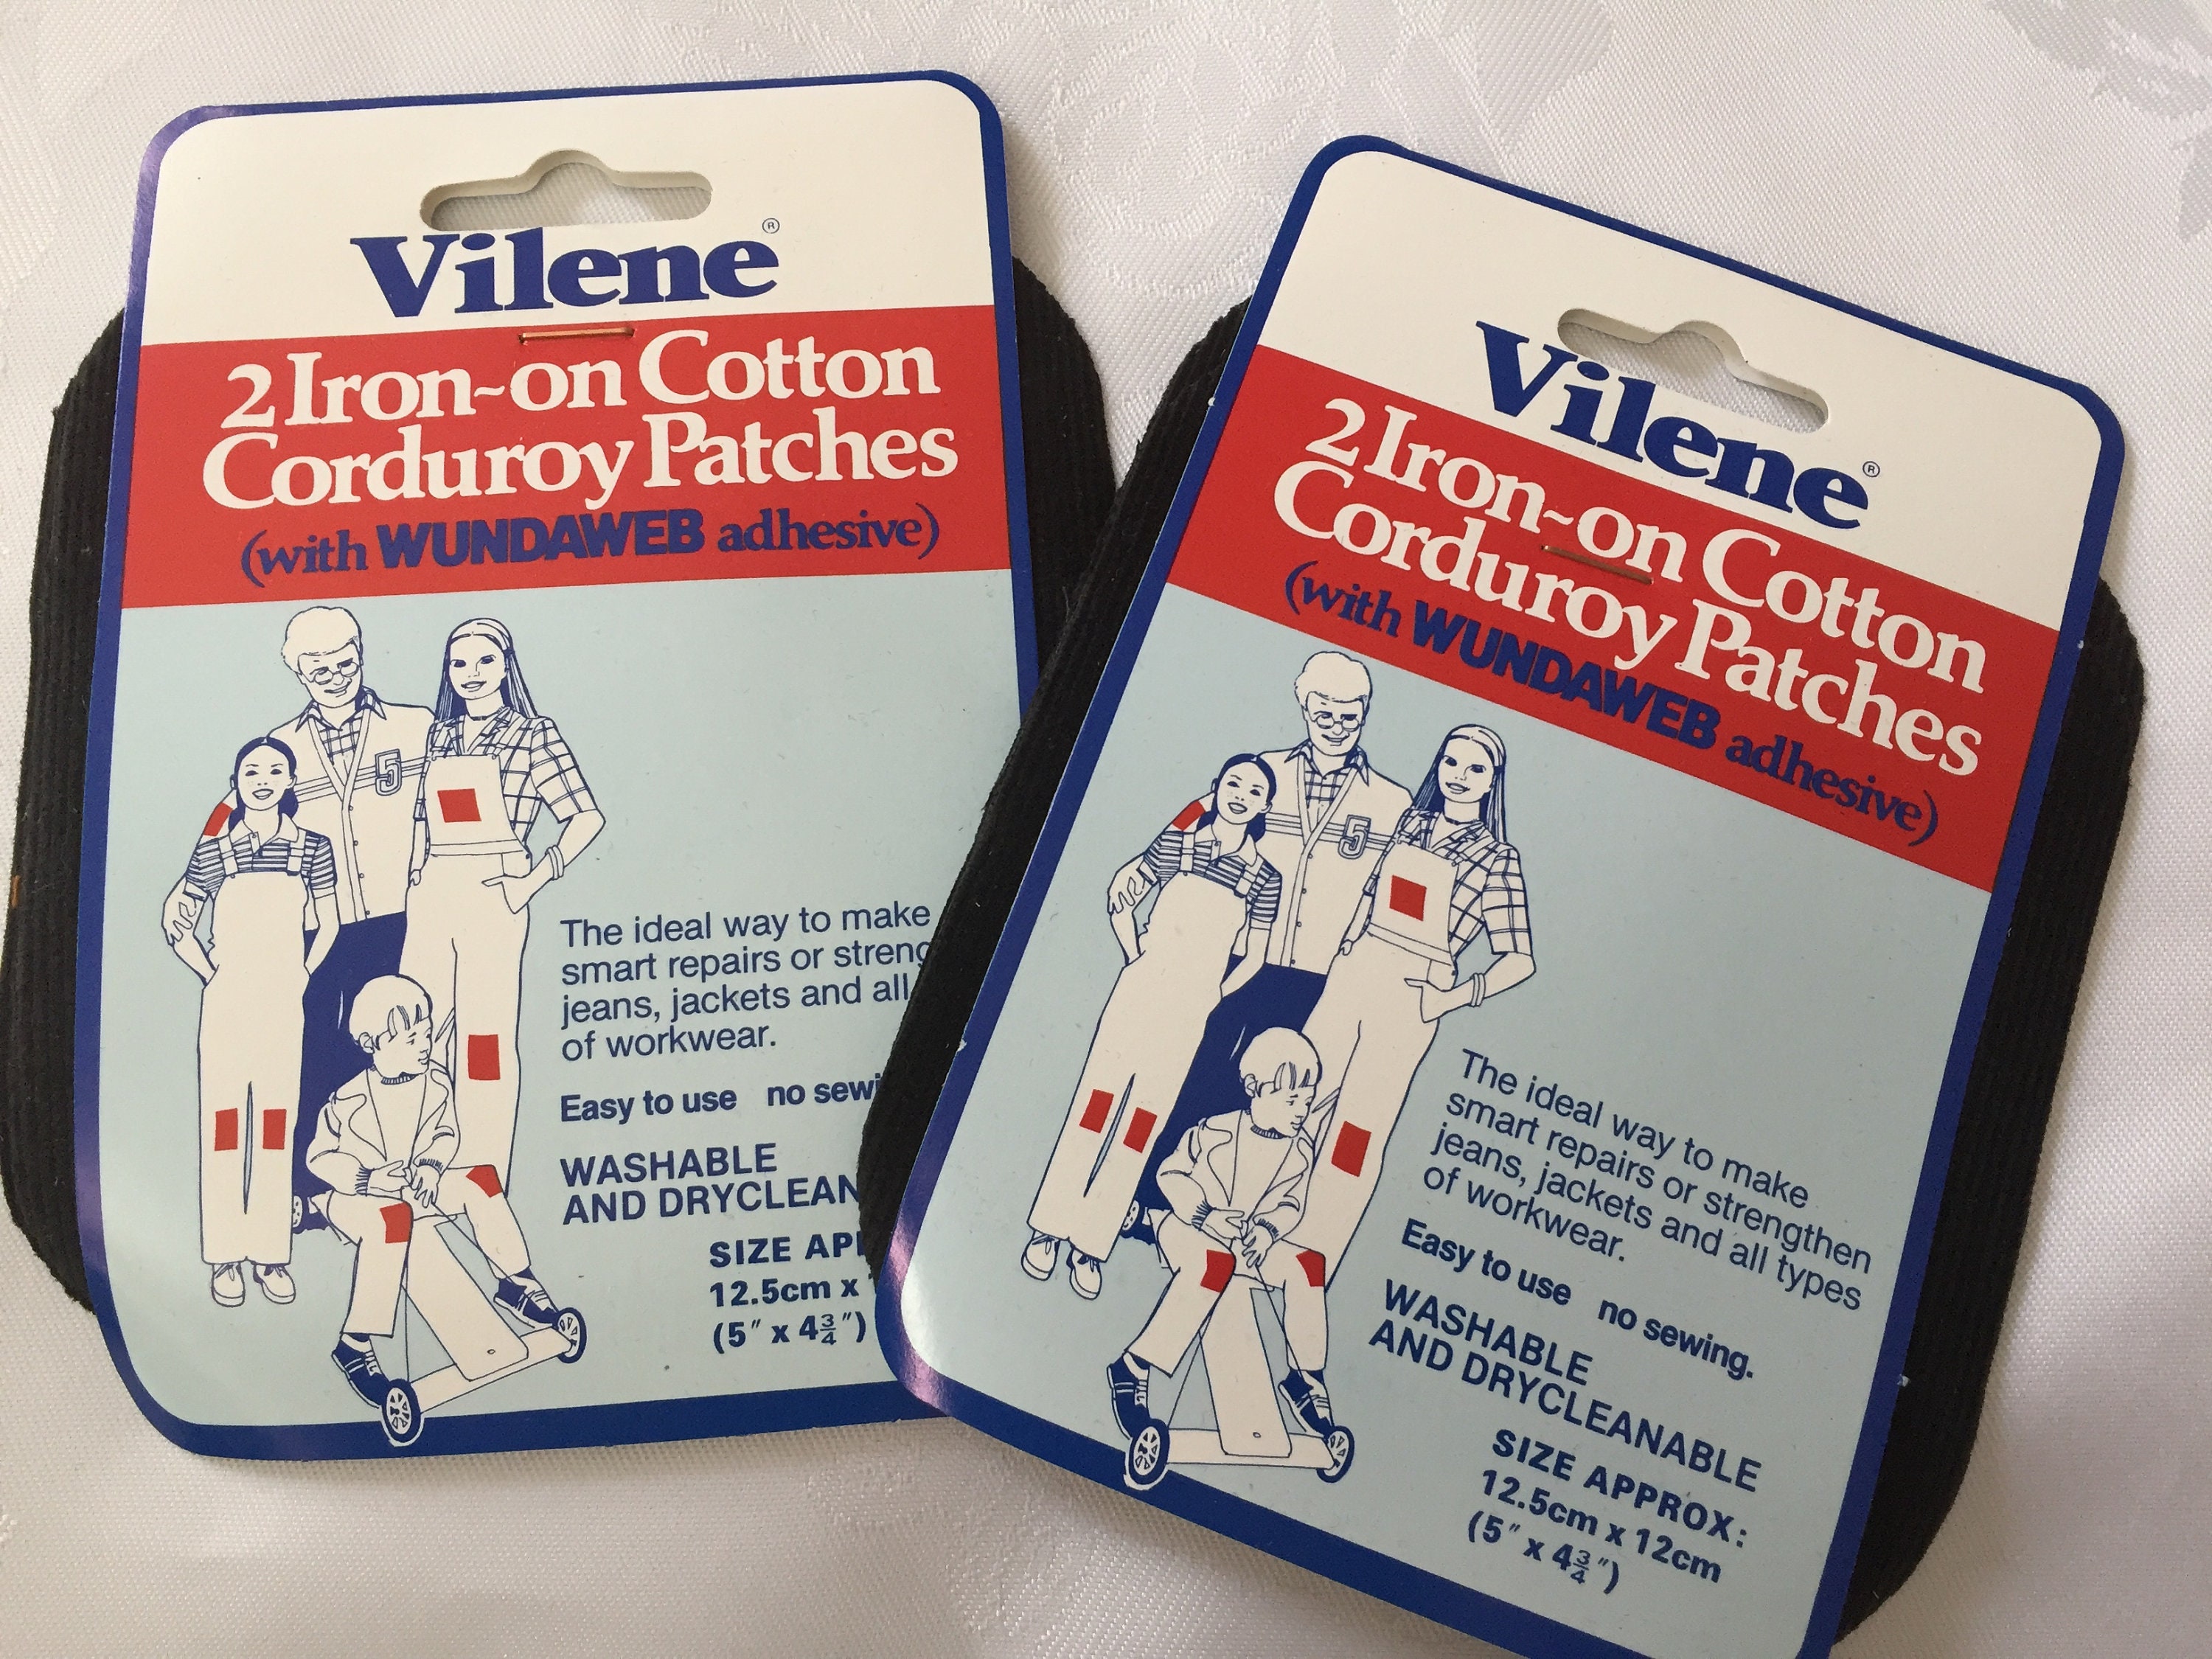 Vilene®
2 Iron-on Cotton
Corduroy Patches
(with WUNDAWEB adhesive)
5
The ideal way to make
smart repairs or streng
jeans, jackets and all
of workwear.
Easy to use no sewi
WASHABLE
AND DRYCLEAN
SIZE AP
12.5cm x
(5" x 4¾")
Vilene®
2 Iron-on Cotton
Corduroy Patches
(with WUNDAWEB adhesive)
5
The ideal way to make
smart repairs or strengthen
jeans, jackets and all types
of workwear.
Easy to use no sewing.
WASHABLE
AND DRYCLEANABLE
SIZE APPROX:
12.5cm x 12cm
(5" x 4¾")